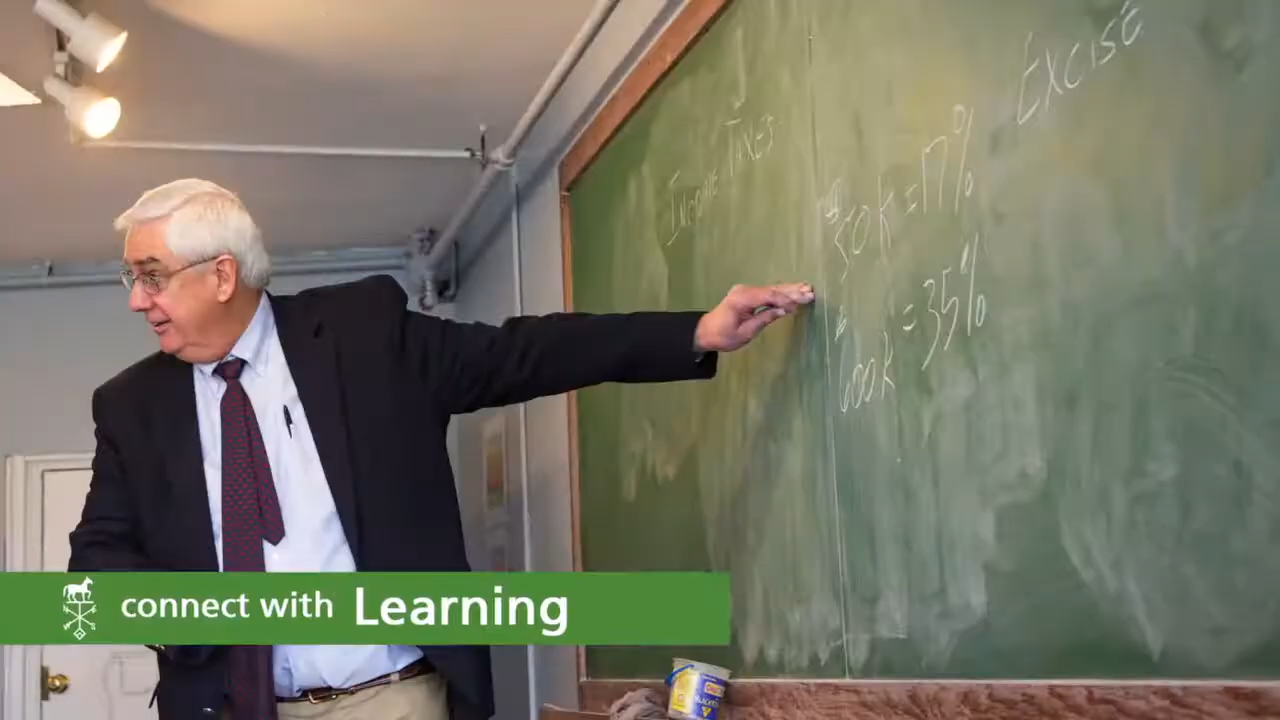 INCOME TAXES
EXCISE
$50K = 17%
$600K = 35%
connect with Learning